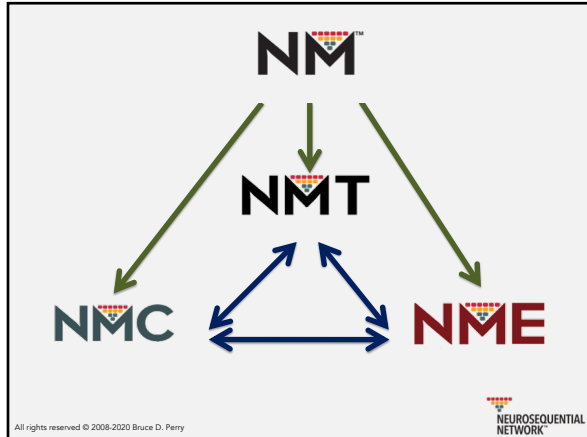 NM™
NMT
NMC
NME
All rights reserved © 2008-2020 Bruce D. Perry
NEUROSEQUENTIAL
NETWORK™